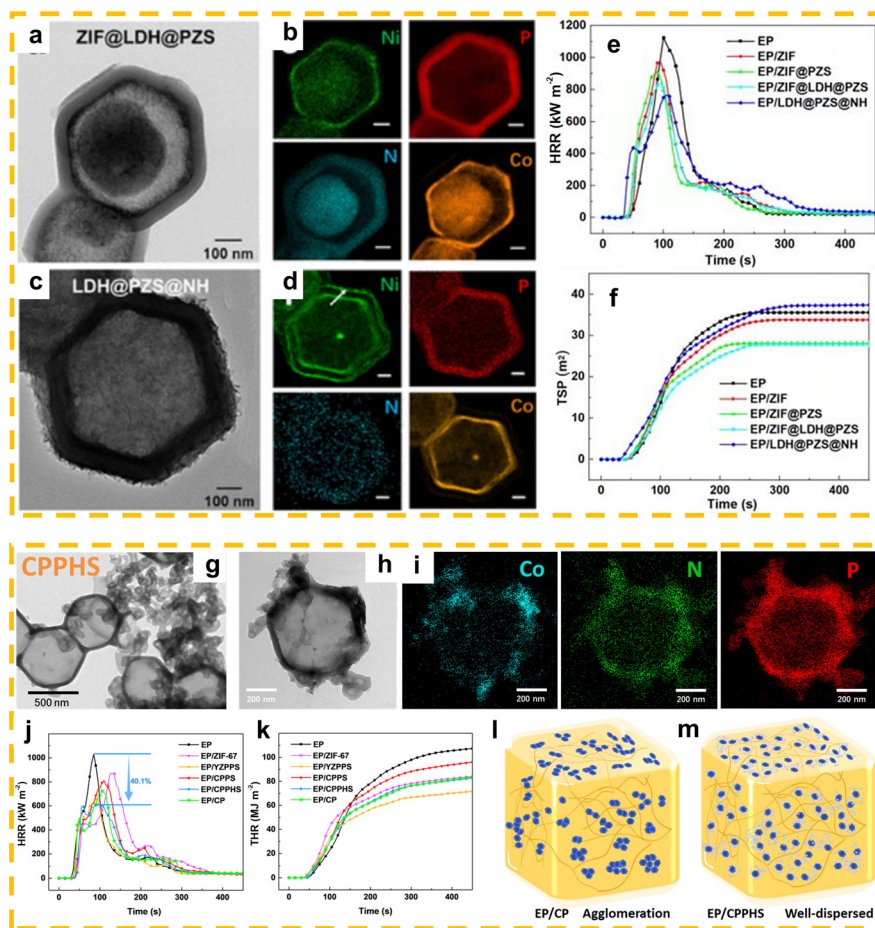 a
ZIF@LDH@PZS
100 nm
b
Ni
P
N
Co
c
LDH@PZS@NH
100 nm
d
Ni
P
N
Co
e
HRR (kW m-2)
1200
1000
800
600
400
200
0
EP
EP/ZIF
EP/ZIF@PZS
EP/ZIF@LDH@PZS
EP/LDH@PZS@NH
0 100 200 300 400
Time (s)
f
TSP (m2)
40
30
20
10
0
EP
EP/ZIF
EP/ZIF@PZS
EP/ZIF@LDH@PZS
EP/LDH@PZS@NH
0 100 200 300 400
Time (s)
CPPHS
g
500 nm
h
200 nm
i
Co
200 nm
N
200 nm
P
200 nm
j
HRR (kW m-2)
1000
800
600
400
200
0
40.1%
EP
EP/ZIF-67
EP/YZPPS
EP/CPPS
EP/CPPHS
EP/CP
0 100 200 300 400
Time (s)
k
THR (MJ m-2)
100
80
60
40
20
0
EP
EP/ZIF-67
EP/YZPPS
EP/CPPS
EP/CPPHS
EP/CP
0 100 200 300 400
Time (s)
l
EP/CP Agglomeration
m
EP/CPPHS Well-dispersed